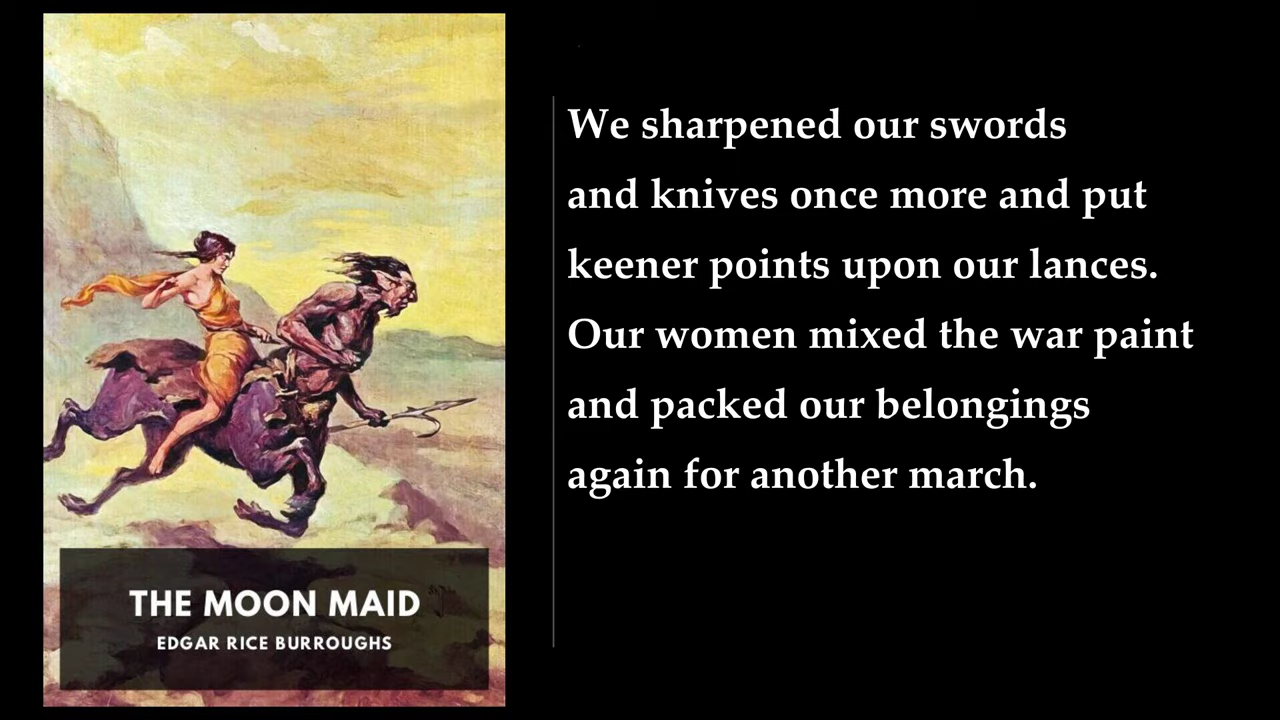 We sharpened our swords
and knives once more and put
keener points upon our lances.
Our women mixed the war paint
and packed our belongings
again for another march.
THE MOON MAID
EDGAR RICE BURROUGHS